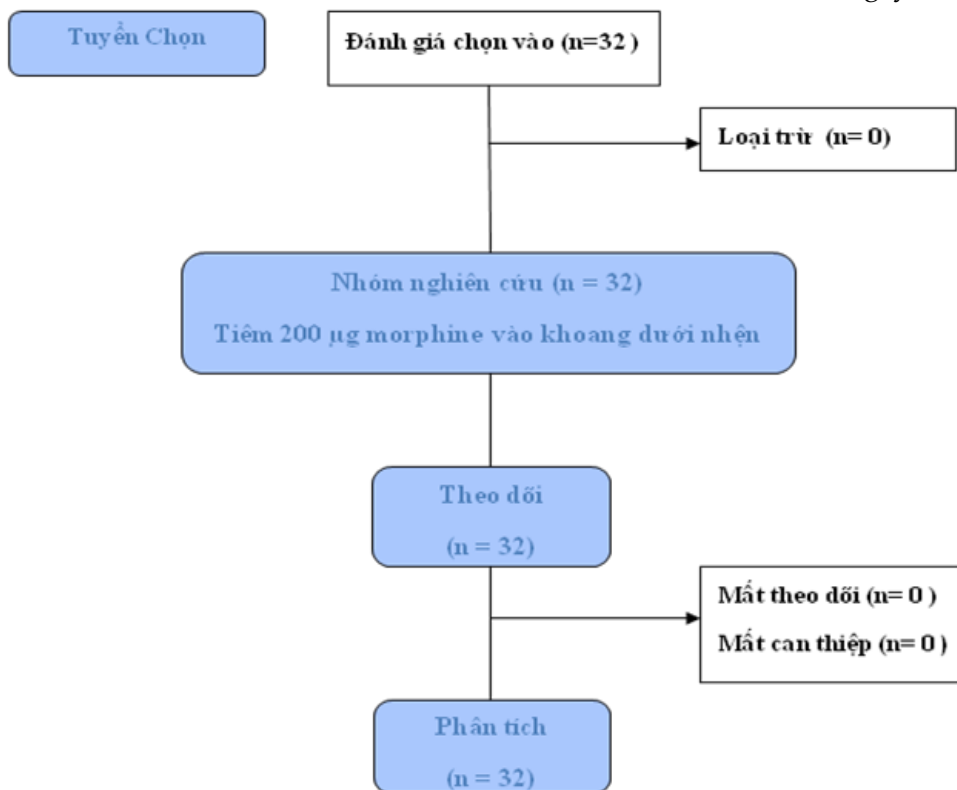 Tuyển Chọn
Đánh giá chọn vào (n=32 )
Loại trừ (n= 0)
Nhóm nghiên cứu (n = 32)
Tiêm 200 µg morphine vào khoang dưới nhện
Theo dõi
(n = 32)
Mất theo dõi (n= 0 )
Mất can thiệp (n= 0 )
Phân tích
(n = 32)